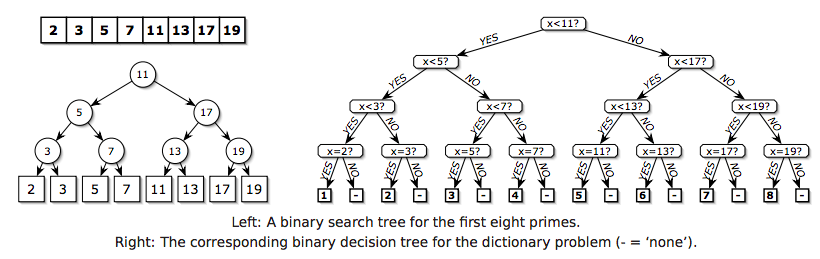 2 3 5 7 11 13 17 19
11
5 17
3 7 13 19
2 3 5 7 11 13 17 19
x<11?
YES NO
x<5? x<17?
YES NO YES NO
x<3? x<7? x<13? x<19?
YES NO YES NO YES NO YES NO
x=2? x=3? x=5? x=7? x=11? x=13? x=17? x=19?
YES NO YES NO YES NO YES NO YES NO YES NO YES NO YES NO
1 - 2 - 3 - 4 - 5 - 6 - 7 - 8 -
Left: A binary search tree for the first eight primes.
Right: The corresponding binary decision tree for the dictionary problem (- = ‘none’).